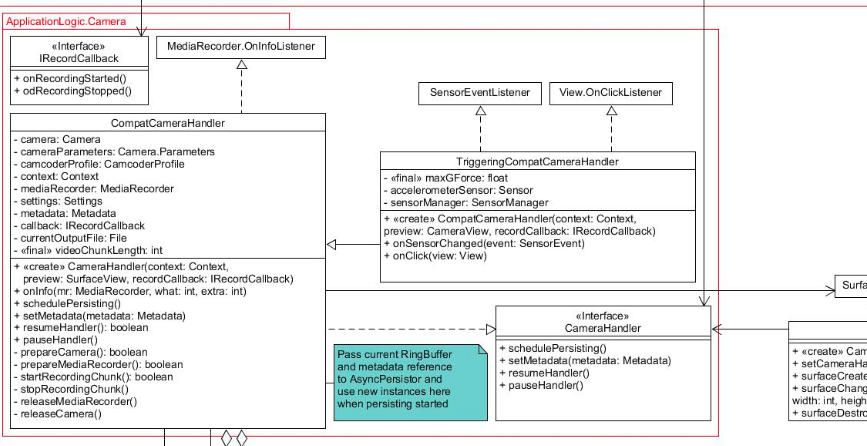 ApplicationLogic.Camera
«Interface»
IRecordCallback
+ onRecordingStarted()
+ odRecordingStopped()
MediaRecorder.OnInfoListener
SensorEventListener
View.OnClickListener
CompatCameraHandler
- camera: Camera
- cameraParameters: Camera.Parameters
- camcoderProfile: CamcoderProfile
- context: Context
- mediaRecorder: MediaRecorder
- settings: Settings
- metadata: Metadata
- callback: IRecordCallback
- currentOutputFile: File
- «final» videoChunkLength: int
+ «create» CameraHandler(context: Context,
preview: SurfaceView, recordCallback: IRecordCallback)
+ onInfo(mr: MediaRecorder, what: int, extra: int)
+ schedulePersisting()
+ setMetadata(metadata: Metadata)
+ resumeHandler(): boolean
+ pauseHandler()
- prepareCamera(): boolean
- prepareMediaRecorder(): boolean
- startRecordingChunk(): boolean
- stopRecordingChunk()
- releaseMediaRecorder()
- releaseCamera()
TriggeringCompatCameraHandler
- «final» maxGForce: float
- accelerometerSensor: Sensor
- sensorManager: SensorManager
+ «create» CompatCameraHandler(context: Context,
preview: CameraView, recordCallback: IRecordCallback)
+ onSensorChanged(event: SensorEvent)
+ onClick(view: View)
Pass current RingBuffer
and metadata reference
to AsyncPersistor and
use new instances here
when persisting started
«Interface»
CameraHandler
+ schedulePersisting()
+ setMetadata(metadata: Metadata)
+ resumeHandler()
+ pauseHandler()
Surfa
+ «create» Cam
+ setCameraHa
+ surfaceCreate
+ surfaceChang
width: int, heigh
+ surfaceDestro